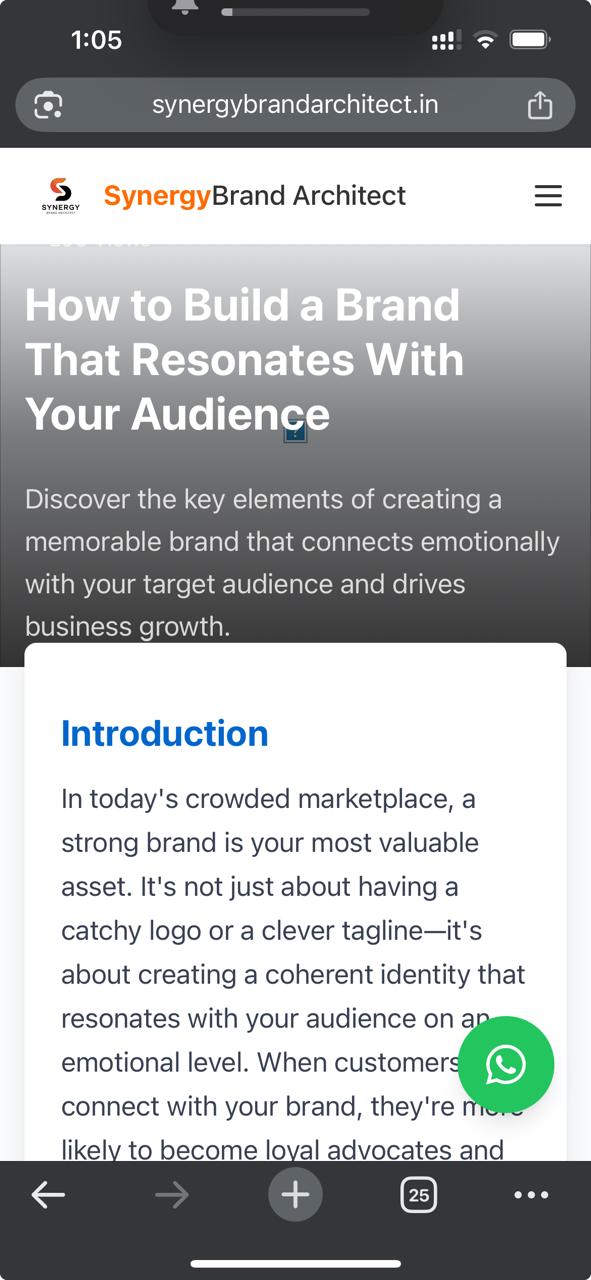 1:05
synergybrandarchitect.in
SYNERGY
SynergyBrand Architect
How to Build a Brand
That Resonates With
Your Audience
?
Discover the key elements of creating a
memorable brand that connects emotionally
with your target audience and drives
business growth.
Introduction
In today's crowded marketplace, a
strong brand is your most valuable
asset. It's not just about having a
catchy logo or a clever tagline—it's
about creating a coherent identity that
resonates with your audience on an
emotional level. When customers
connect with your brand, they're more
likely to become loyal advocates and
25